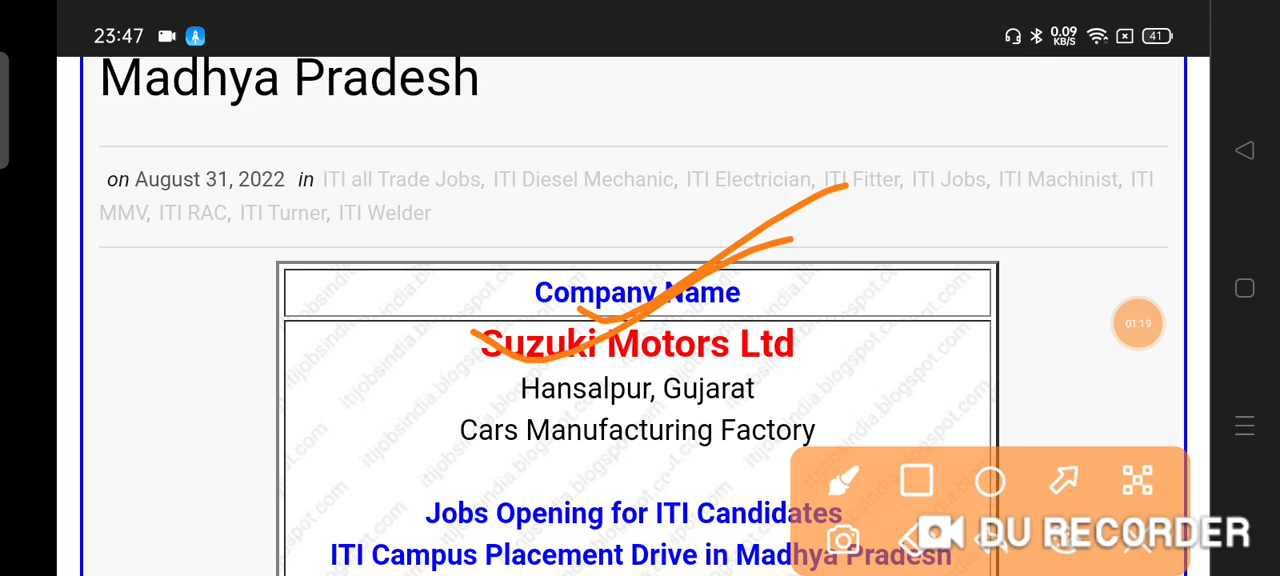 23:47
0.09
KB/S
41
Madhya Pradesh
on August 31, 2022 in ITI all Trade Jobs, ITI Diesel Mechanic, ITI Electrician, ITI Fitter, ITI Jobs, ITI Machinist, ITI
MMV, ITI RAC, ITI Turner, ITI Welder
Company Name
Suzuki Motors Ltd
Hansalpur, Gujarat
Cars Manufacturing Factory
01:19
Jobs Opening for ITI Candidates
ITI Campus Placement Drive in Madhya Pradesh
DU RECORDER
itijobsindia.blogspot.com